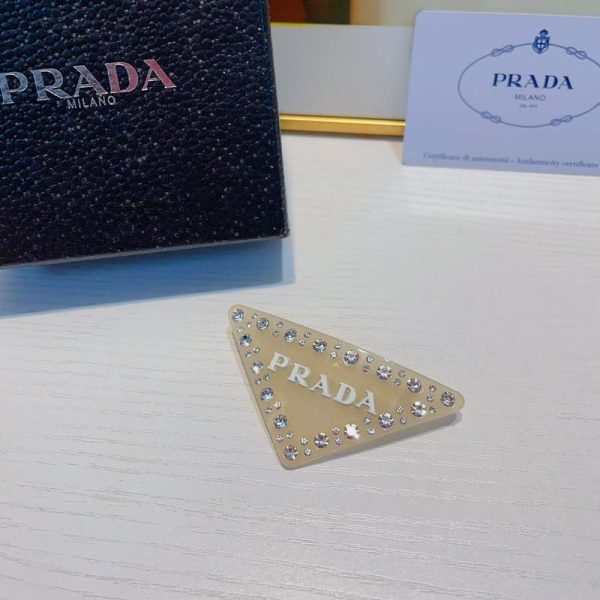 PRADA
MILANO
PRADA
MILANO
Certificato di autenticità • Authenticity certificate
PRADA